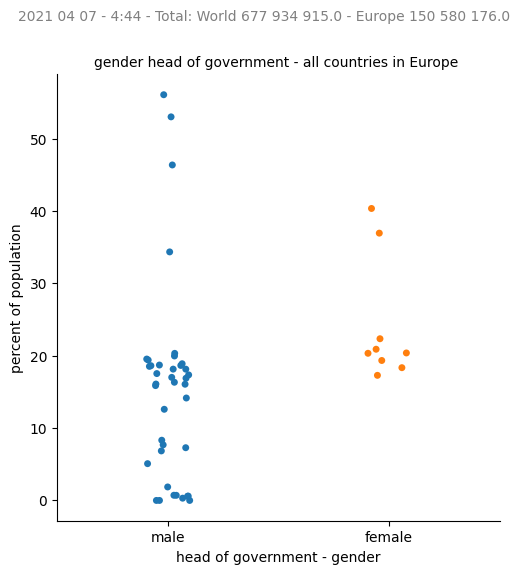 2021 04 07 - 4:44 - Total: World 677 934 915.0 - Europe 150 580 176.0
gender head of government - all countries in Europe
percent of population
50
40
30
20
10
0
male
female
head of government - gender